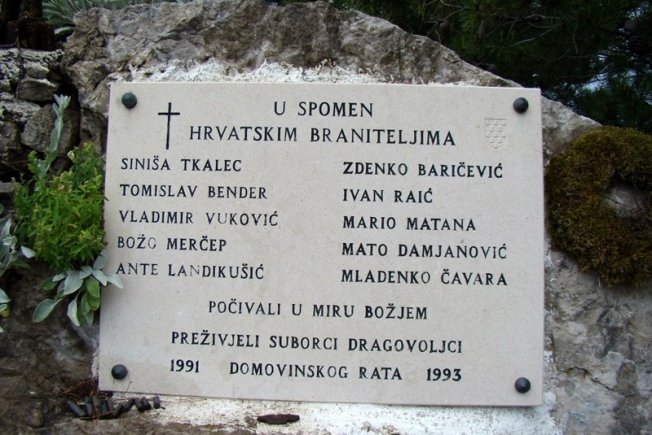 U SPOMEN
HRVATSKIM BRANITELJIMA
SINIŠA TKALEC
TOMISLAV BENDER
VLADIMIR VUKOVIĆ
BOŽO MERČEP
ANTE LANDIKUŠIĆ
ZDENKO BARIČEVIĆ
IVAN RAIĆ
MARIO MATANA
MATO DAMJANOVIĆ
MLADENKO ČAVARA
POČIVALI U MIRU BOŽJEM
PREŽIVJELI SUBORCI DRAGOVOLJCI
1991 DOMOVINSKOG RATA 1993